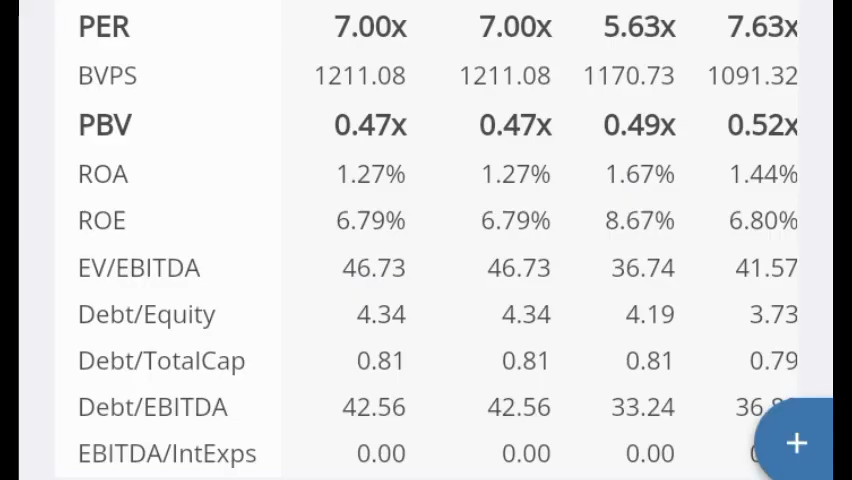 PER 7.00x 7.00x 5.63x 7.63x
BVPS 1211.08 1211.08 1170.73 1091.32
PBV 0.47x 0.47x 0.49x 0.52x
ROA 1.27% 1.27% 1.67% 1.44%
ROE 6.79% 6.79% 8.67% 6.80%
EV/EBITDA 46.73 46.73 36.74 41.57
Debt/Equity 4.34 4.34 4.19 3.73
Debt/TotalCap 0.81 0.81 0.81 0.79
Debt/EBITDA 42.56 42.56 33.24
EBITDA/IntExps 0.00 0.00 0.00